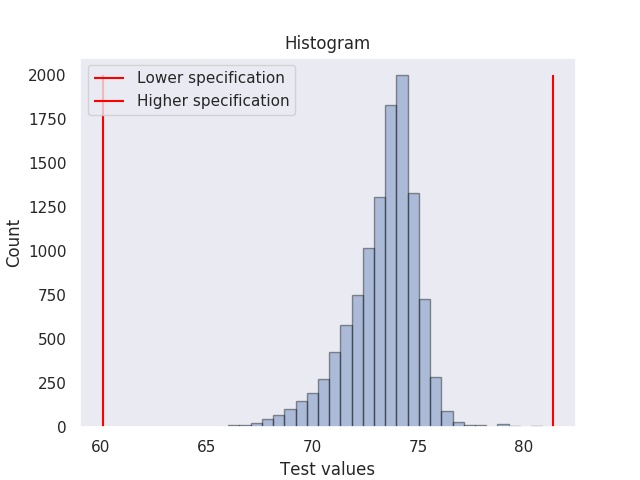 Histogram
Lower specification
Higher specification
2000
1750
1500
1250
1000
750
500
250
0
Count
60 65 70 75 80
Test values